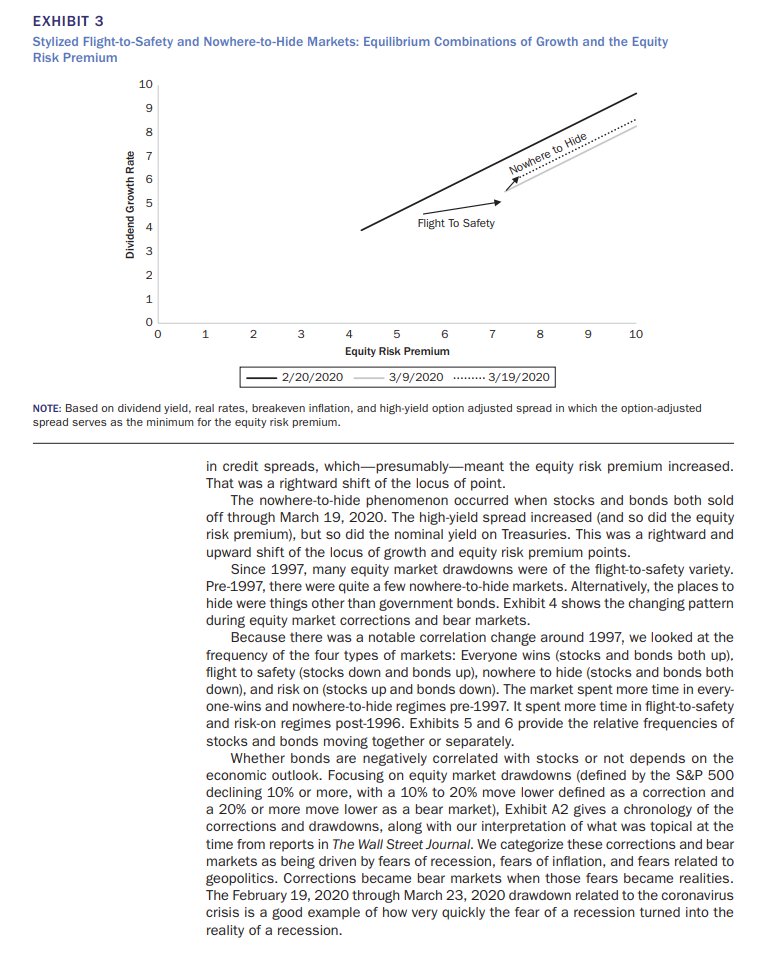 EXHIBIT 3
Stylized Flight-to-Safety and Nowhere-to-Hide Markets: Equilibrium Combinations of Growth and the Equity
Risk Premium
10
9
8
7
6
5
4
3
2
1
0
Dividend Growth Rate
Nowhere to Hide
Flight To Safety
0 1 2 3 4 5 6 7 8 9 10
Equity Risk Premium
2/20/2020 3/9/2020 3/19/2020
NOTE: Based on dividend yield, real rates, breakeven inflation, and high-yield option adjusted spread in which the option-adjusted
spread serves as the minimum for the equity risk premium.
in credit spreads, which—presumably—meant the equity risk premium increased.
That was a rightward shift of the locus of point.
The nowhere-to-hide phenomenon occurred when stocks and bonds both sold
off through March 19, 2020. The high-yield spread increased (and so did the equity
risk premium), but so did the nominal yield on Treasuries. This was a rightward and
upward shift of the locus of growth and equity risk premium points.
Since 1997, many equity market drawdowns were of the flight-to-safety variety.
Pre-1997, there were quite a few nowhere-to-hide markets. Alternatively, the places to
hide were things other than government bonds. Exhibit 4 shows the changing pattern
during equity market corrections and bear markets.
Because there was a notable correlation change around 1997, we looked at the
frequency of the four types of markets: Everyone wins (stocks and bonds both up),
flight to safety (stocks down and bonds up), nowhere to hide (stocks and bonds both
down), and risk on (stocks up and bonds down). The market spent more time in every-
one-wins and nowhere-to-hide regimes pre-1997. It spent more time in flight-to-safety
and risk-on regimes post-1996. Exhibits 5 and 6 provide the relative frequencies of
stocks and bonds moving together or separately.
Whether bonds are negatively correlated with stocks or not depends on the
economic outlook. Focusing on equity market drawdowns (defined by the S&P 500
declining 10% or more, with a 10% to 20% move lower defined as a correction and
a 20% or more move lower as a bear market), Exhibit A2 gives a chronology of the
corrections and drawdowns, along with our interpretation of what was topical at the
time from reports in The Wall Street Journal. We categorize these corrections and bear
markets as being driven by fears of recession, fears of inflation, and fears related to
geopolitics. Corrections became bear markets when those fears became realities.
The February 19, 2020 through March 23, 2020 drawdown related to the coronavirus
crisis is a good example of how very quickly the fear of a recession turned into the
reality of a recession.